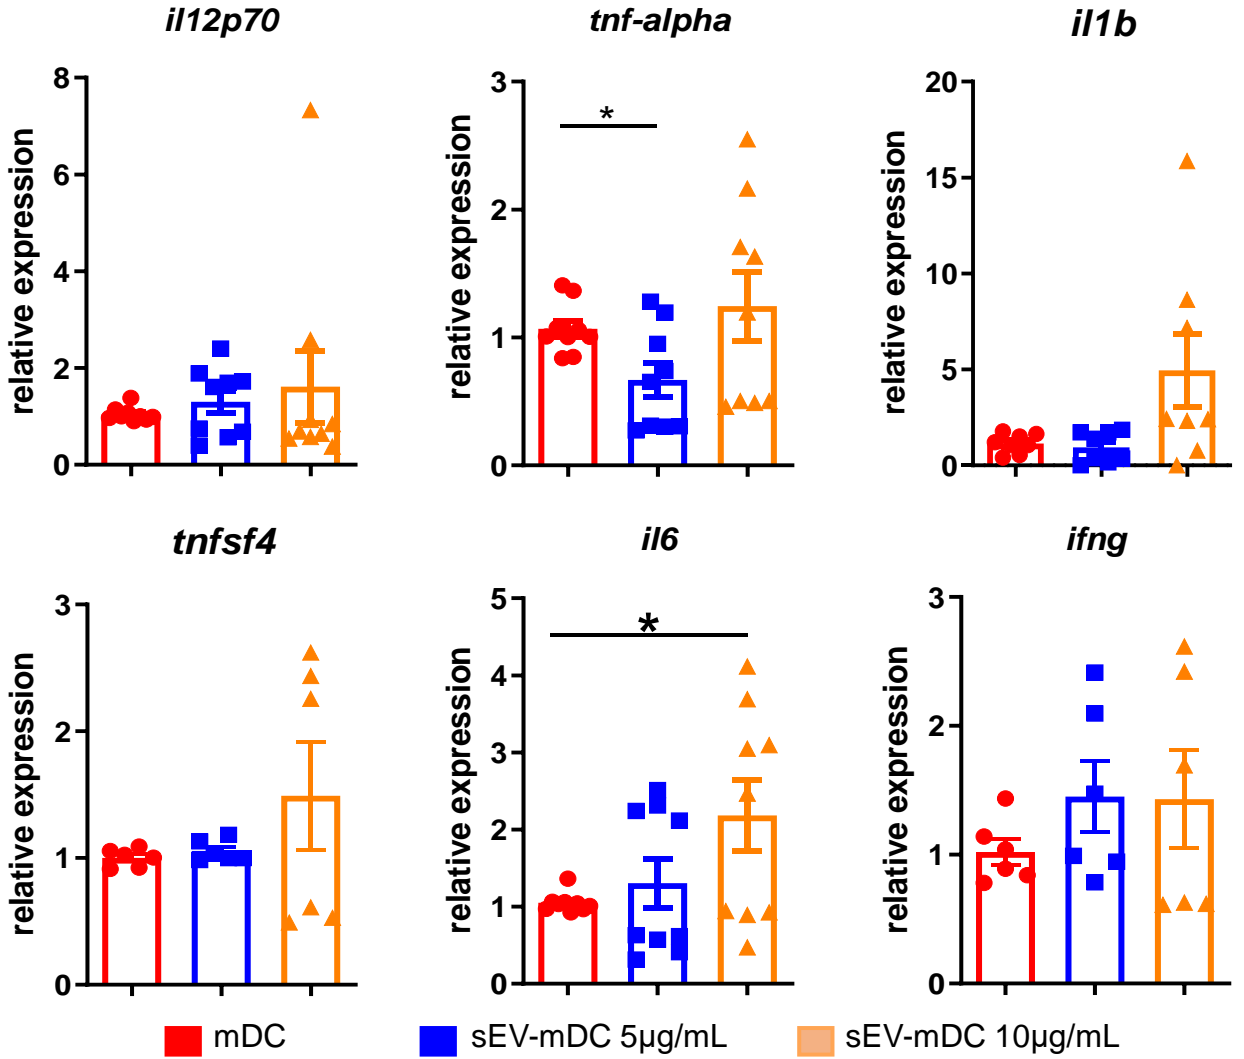 il12p70
tnf-alpha
il1b
relative expression
8
6
4
2
0
relative expression
3
2
1
0
*
relative expression
20
15
10
5
0
tnfsf4
il6
ifng
relative expression
3
2
1
0
relative expression
5
4
3
2
1
0
*
relative expression
3
2
1
0
mDC
sEV-mDC 5µg/mL
sEV-mDC 10µg/mL